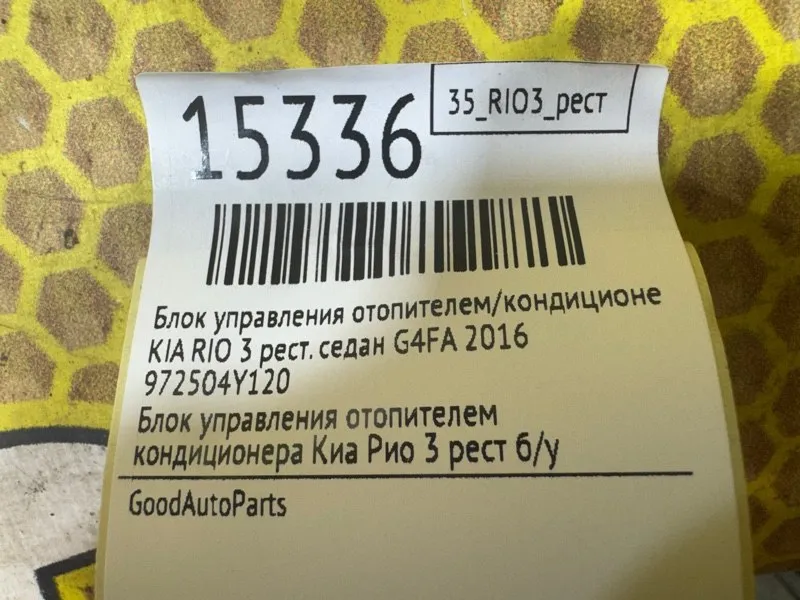 15336
35_RIO3_рест
Блок управления отопителем/кондиционе
KIA RIO 3 рест. седан G4FA 2016
972504Y120
Блок управления отопителем
кондиционера Киа Рио 3 рест б/у
GoodAutoParts